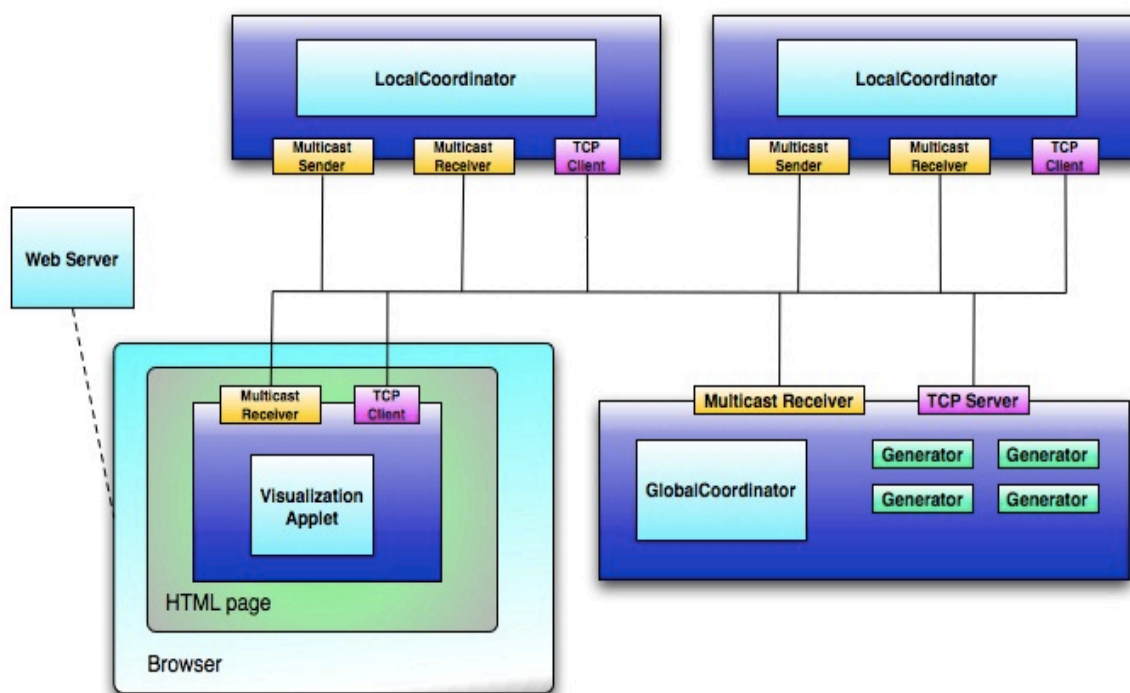 LocalCoordinator
LocalCoordinator
Multicast
Sender
Multicast
Receiver
TCP
Client
Multicast
Sender
Multicast
Receiver
TCP
Client
Web Server
Multicast
Receiver
TCP
Client
Multicast Receiver
TCP Server
Visualization
Applet
GlobalCoordinator
Generator
Generator
Generator
Generator
HTML page
Browser